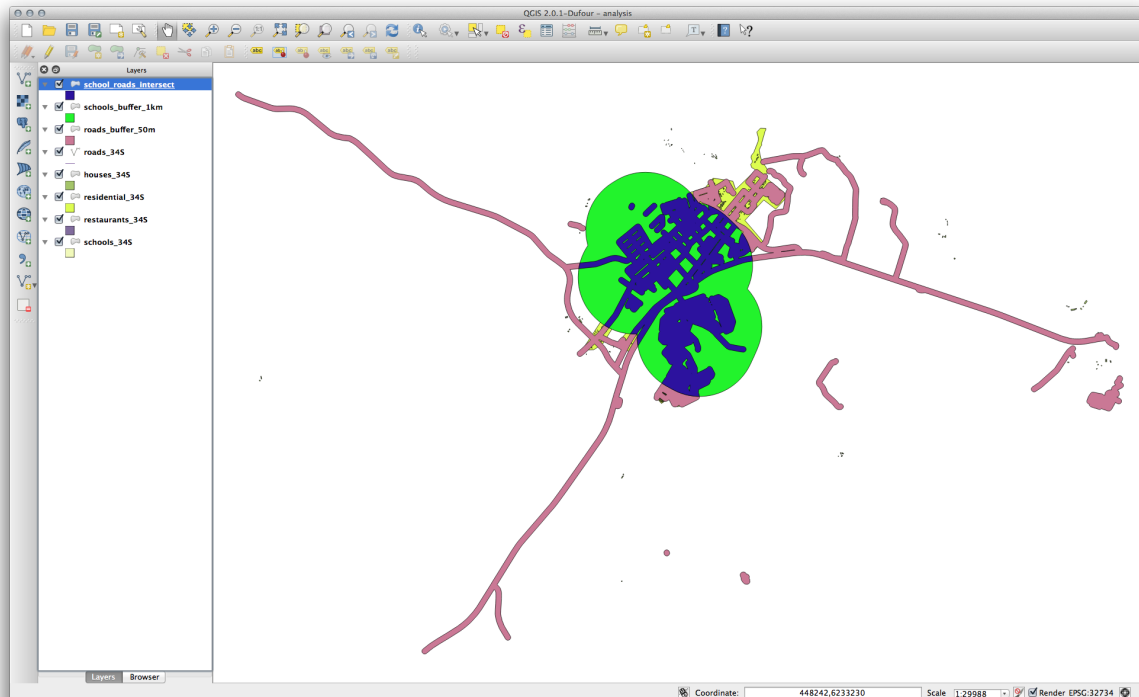 QGIS 2.0.1-Dufour - analysis
Layers
school_roads_Intersect
schools_buffer_1km
roads_buffer_50m
roads_34S
houses_34S
residential_34S
restaurants_34S
schools_34S
Layers Browser
Coordinate: 448242,6233230 Scale 1:29988 Render EPSG:32734